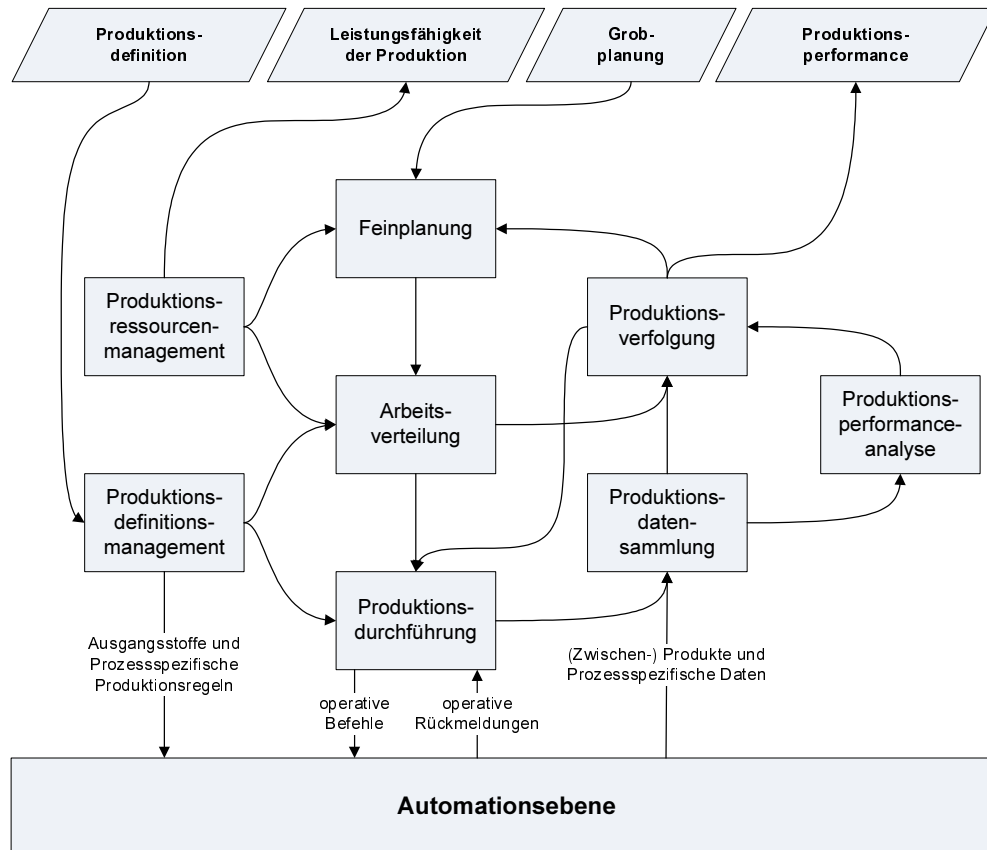 Produktions-
definition
Leistungsfähigkeit
der Produktion
Grob-
planung
Produktions-
performance
Feinplanung
Produktions-
ressourcen-
management
Produktions-
verfolgung
Arbeits-
verteilung
Produktions-
performance-
analyse
Produktions-
definitions-
management
Produktions-
daten-
sammlung
Produktions-
durchführung
Ausgangsstoffe und
Prozessspezifische
Produktionsregeln
(Zwischen-) Produkte und
Prozessspezifische Daten
operative
Befehle
operative
Rückmeldungen
Automationsebene